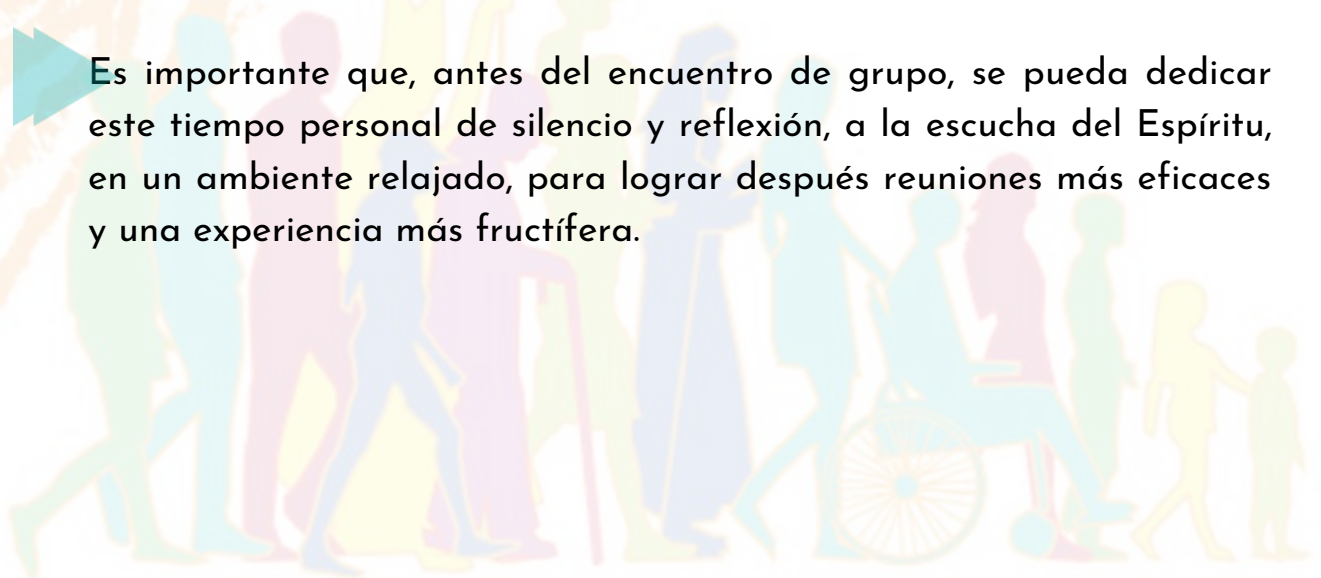 Es importante que, antes del encuentro de grupo, se pueda dedicar
este tiempo personal de silencio y reflexión, a la escucha del Espíritu,
en un ambiente relajado, para lograr después reuniones más eficaces
y una experiencia más fructífera.